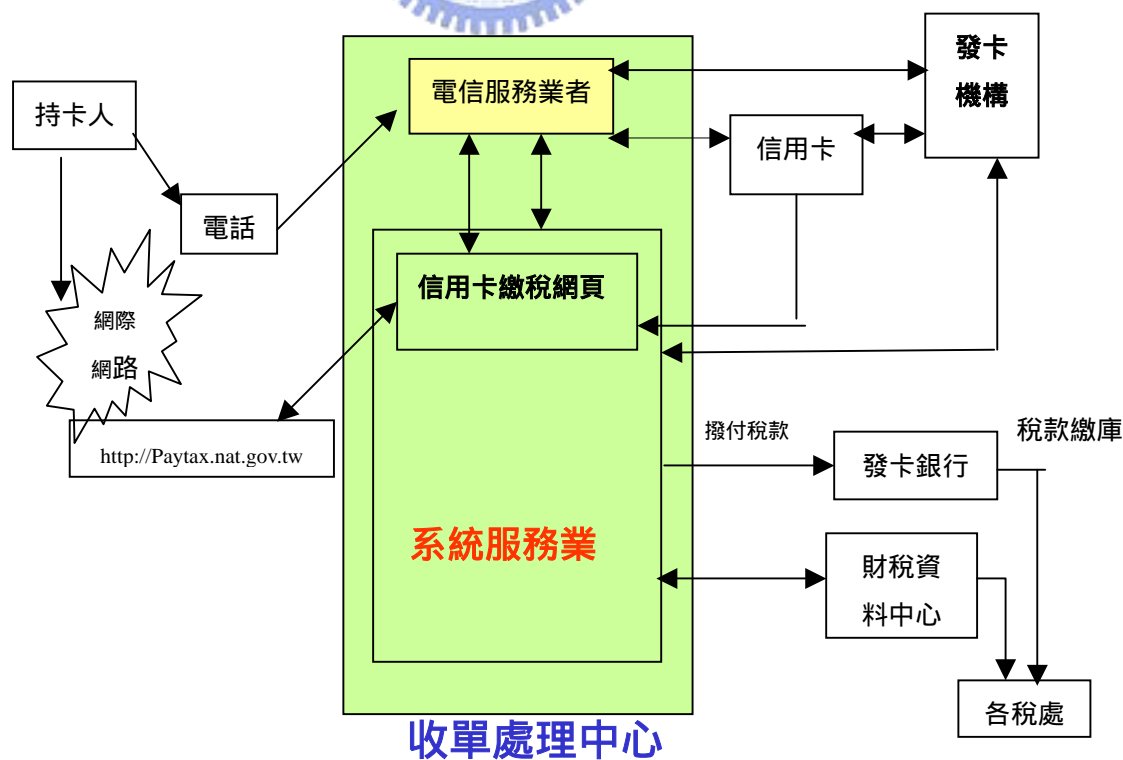 發卡
機構
電信服務業者
持卡人
信用卡
電話
信用卡繳稅網頁
網際
網路
http://Paytax.nat.gov.tw
撥付稅款
稅款繳庫
發卡銀行
系統服務業
財稅資
料中心
各稅處
收單處理中心